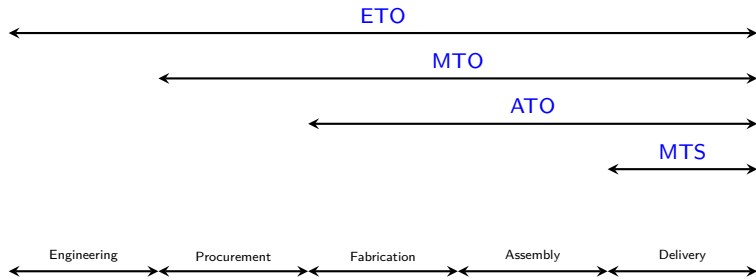 ETO
MTO
ATO
MTS
Engineering Procurement Fabrication Assembly Delivery